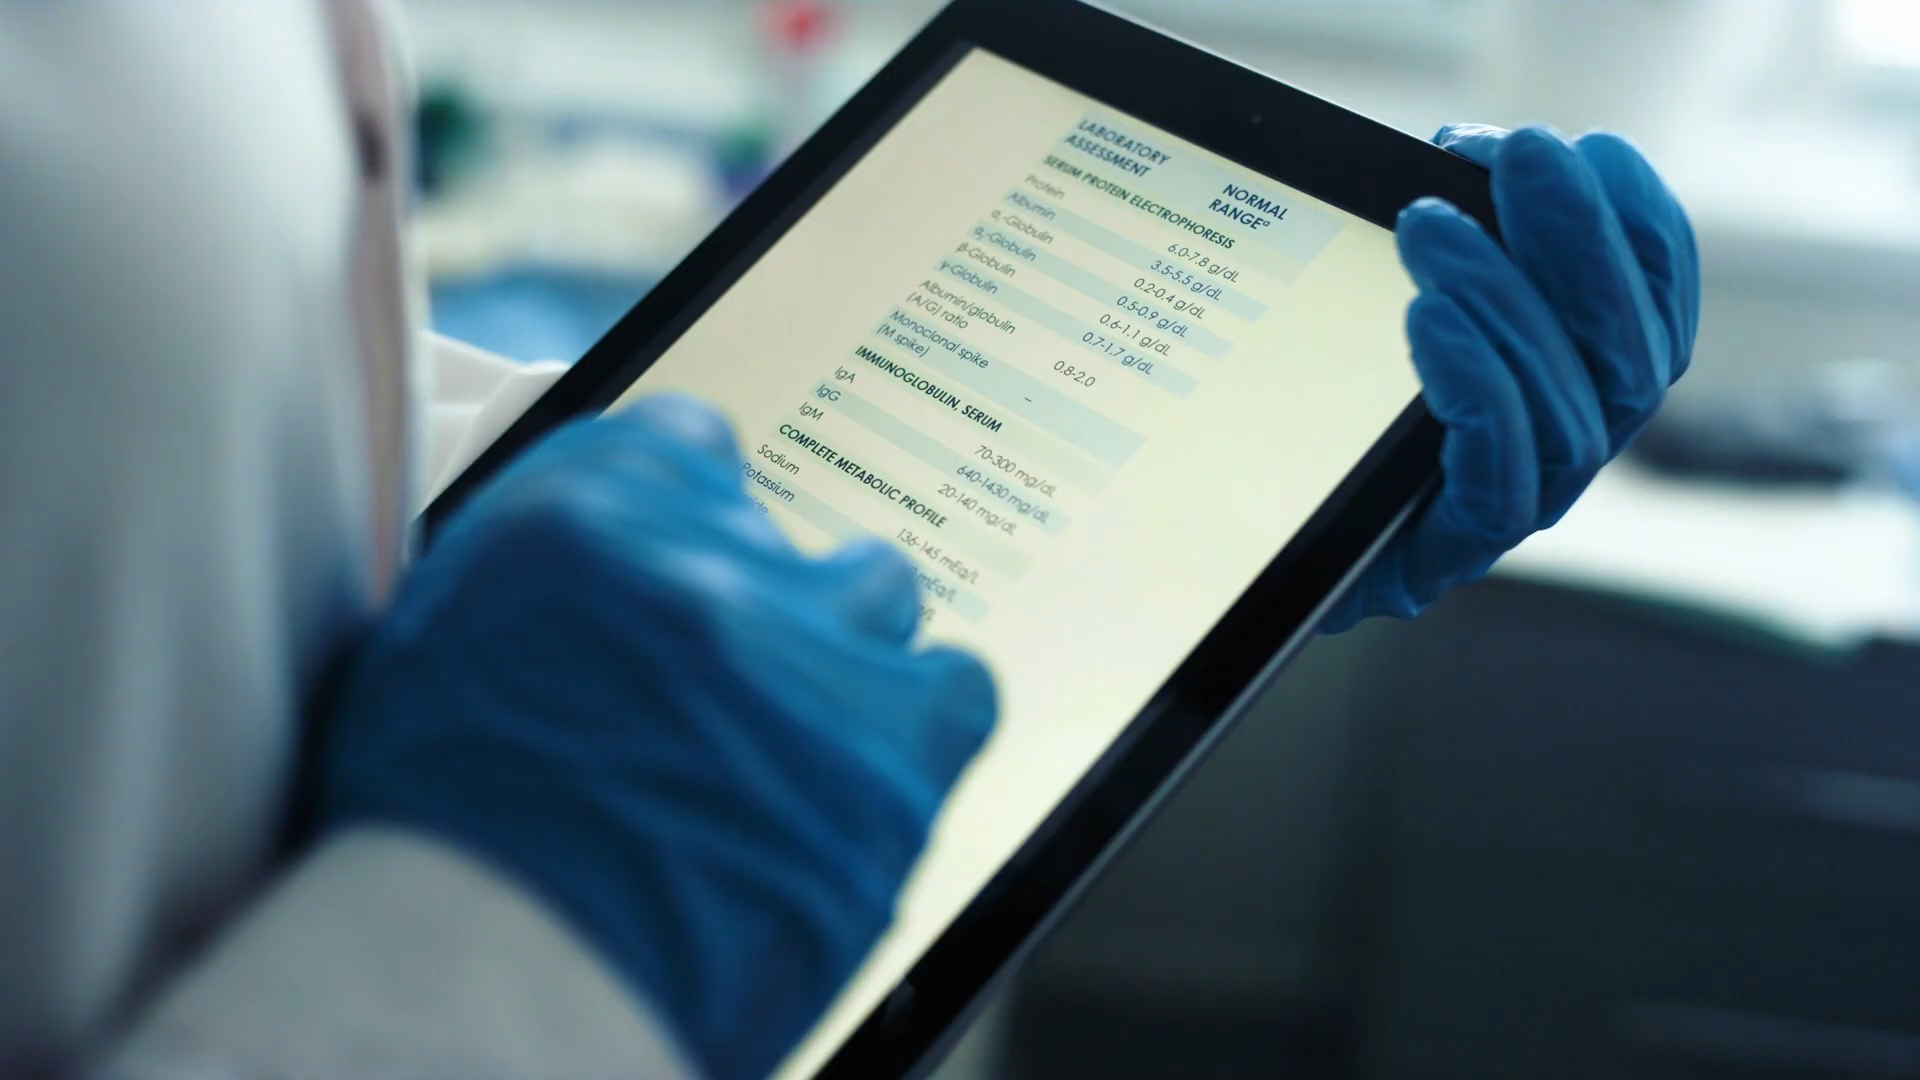 LABORATORY
ASSESSMENT
NORMAL
RANGEᵃ
SERUM PROTEIN ELECTROPHORESIS
Protein 6.0-7.8 g/dL
Albumin 3.5-5.5 g/dL
α₁-Globulin 0.2-0.4 g/dL
α₂-Globulin 0.5-0.9 g/dL
β-Globulin 0.6-1.1 g/dL
γ-Globulin 0.7-1.7 g/dL
Albumin/globulin
(A/G) ratio 0.8-2.0
Monoclonal spike
(M spike) –
IMMUNOGLOBULIN, SERUM
IgA 70-300 mg/dL
IgG 640-1430 mg/dL
IgM 20-140 mg/dL
COMPLETE METABOLIC PROFILE
Sodium 136-145 mEq/L
Potassium mEq/L